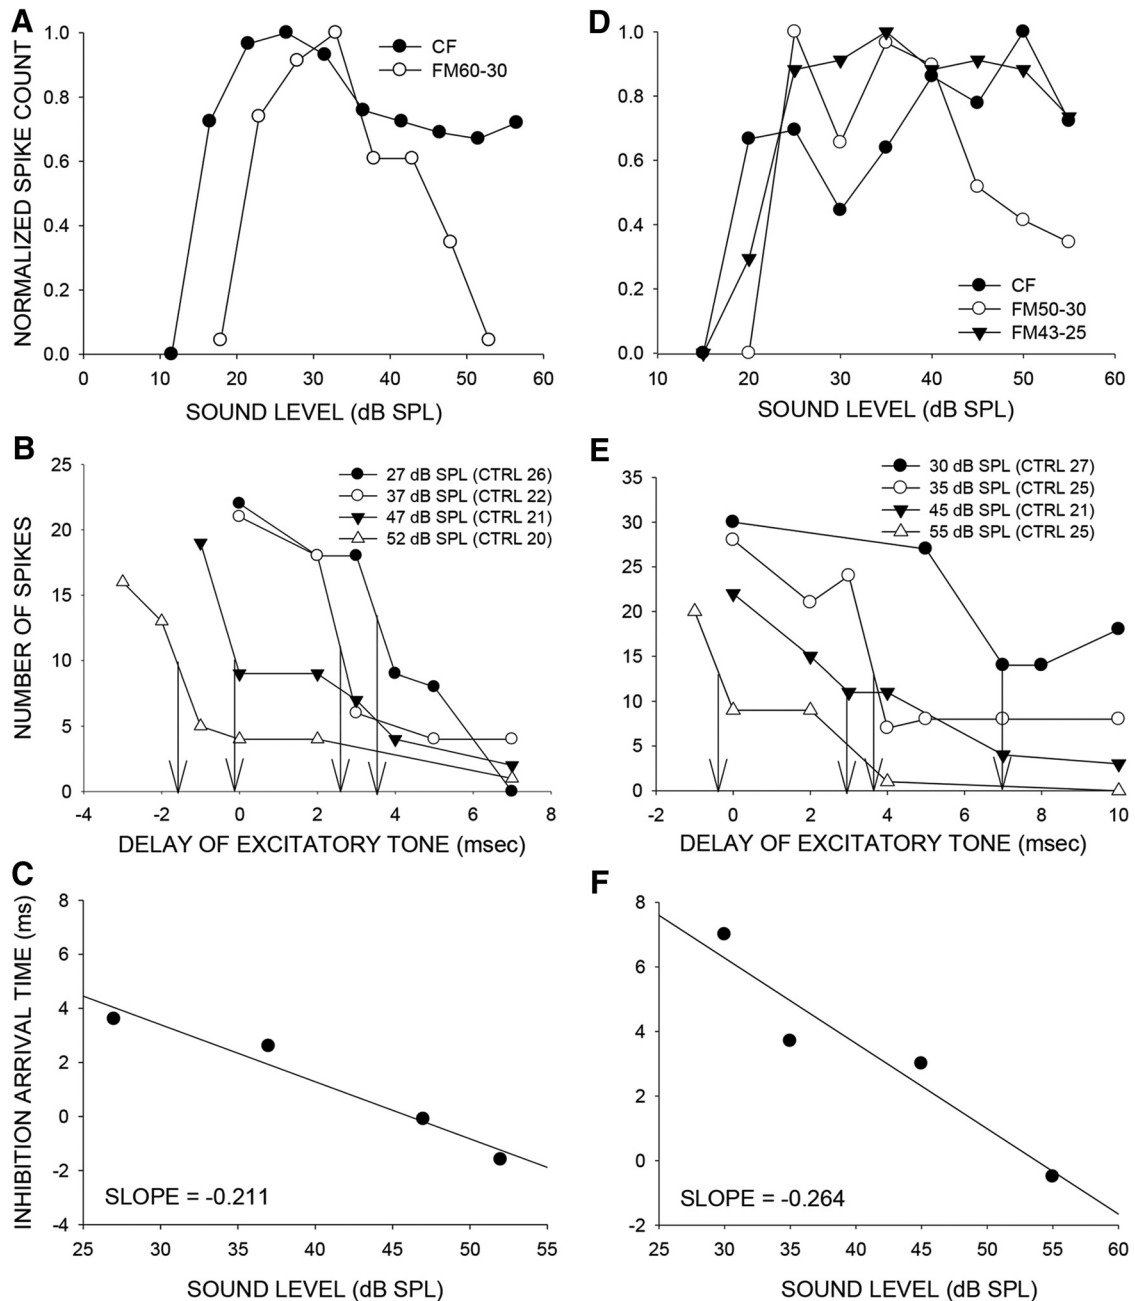 A
NORMALIZED SPIKE COUNT
1.0
0.8
0.6
0.4
0.2
0.0
0 10 20 30 40 50 60
SOUND LEVEL (dB SPL)
CF
FM60-30
D
1.0
0.8
0.6
0.4
0.2
0.0
10 20 30 40 50 60
SOUND LEVEL (dB SPL)
CF
FM50-30
FM43-25
B
NUMBER OF SPIKES
25
20
15
10
5
0
-4 -2 0 2 4 6 8
DELAY OF EXCITATORY TONE (msec)
27 dB SPL (CTRL 26)
37 dB SPL (CTRL 22)
47 dB SPL (CTRL 21)
52 dB SPL (CTRL 20)
E
35
30
25
20
15
10
5
0
-2 0 2 4 6 8 10
DELAY OF EXCITATORY TONE (msec)
30 dB SPL (CTRL 27)
35 dB SPL (CTRL 25)
45 dB SPL (CTRL 21)
55 dB SPL (CTRL 25)
C
INHIBITION ARRIVAL TIME (ms)
8
6
4
2
0
-2
-4
SLOPE = -0.211
25 30 35 40 45 50 55
SOUND LEVEL (dB SPL)
F
8
6
4
2
0
-2
SLOPE = -0.264
25 30 35 40 45 50 55 60
SOUND LEVEL (dB SPL)